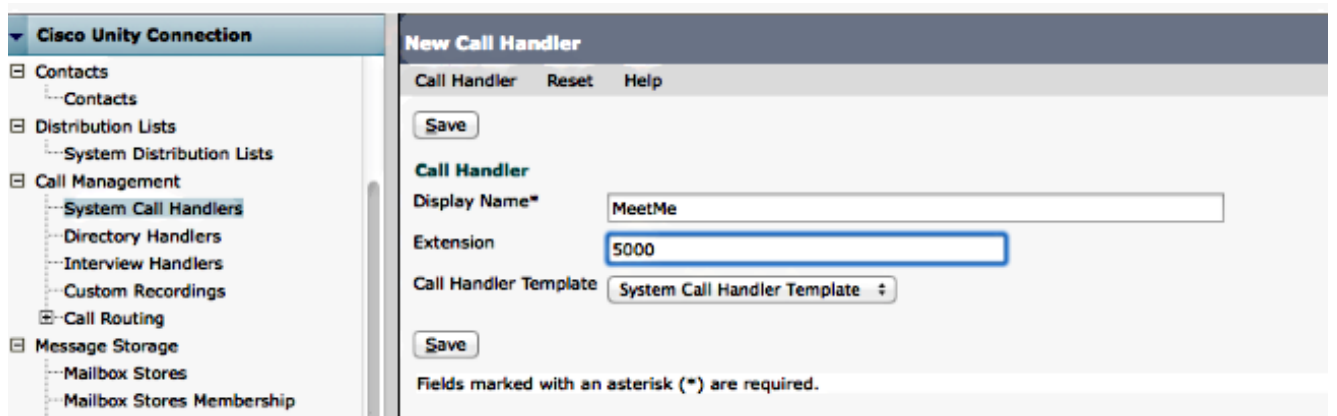 Cisco Unity Connection
Contacts
Contacts
Distribution Lists
System Distribution Lists
Call Management
System Call Handlers
Directory Handlers
Interview Handlers
Custom Recordings
Call Routing
Message Storage
Mailbox Stores
Mailbox Stores Membership
New Call Handler
Call Handler Reset Help
Save
Call Handler
Display Name* MeetMe
Extension 5000
Call Handler Template System Call Handler Template
Save
Fields marked with an asterisk (*) are required.